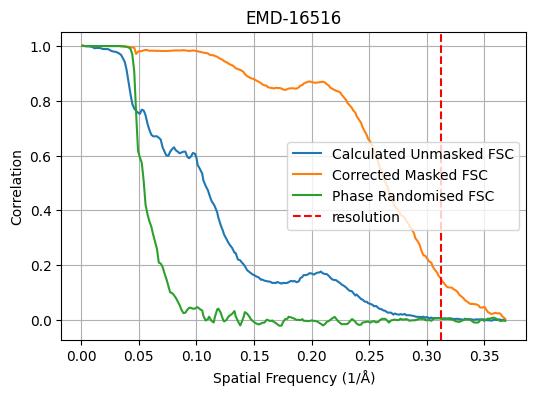 EMD-16516
1.0
0.8
0.6
0.4
0.2
0.0
Correlation
Calculated Unmasked FSC
Corrected Masked FSC
Phase Randomised FSC
resolution
0.00 0.05 0.10 0.15 0.20 0.25 0.30 0.35
Spatial Frequency (1/Å)